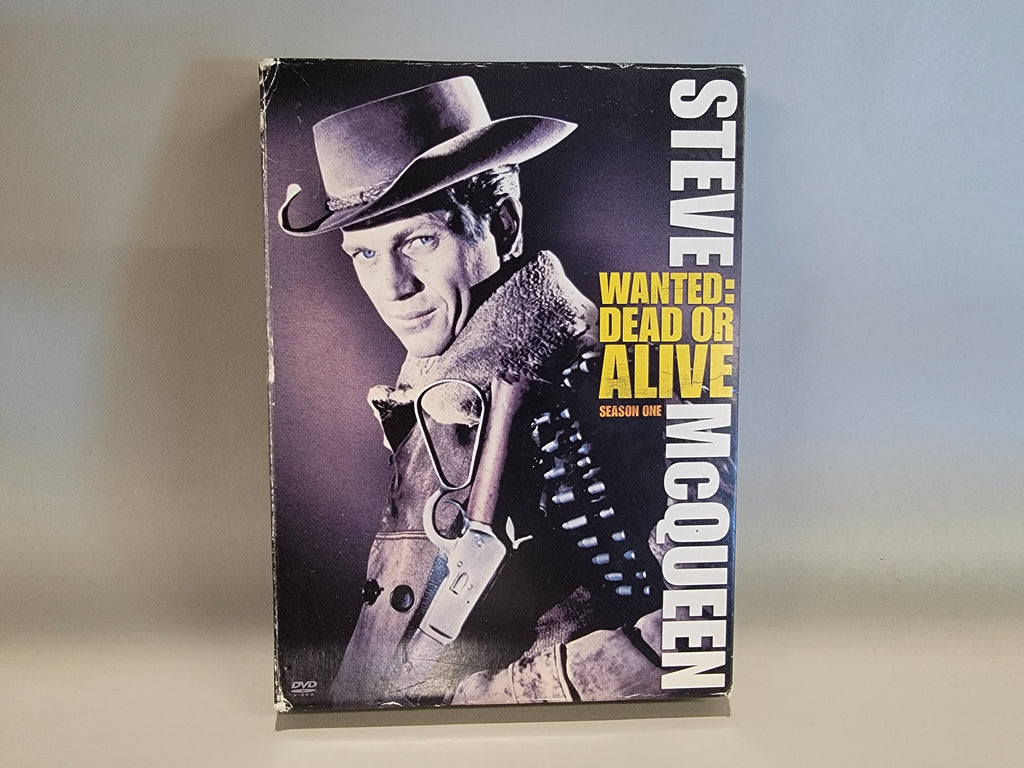 STEVE MCQUEEN
WANTED:
DEAD OR
ALIVE
SEASON ONE
DVD
VIDEO